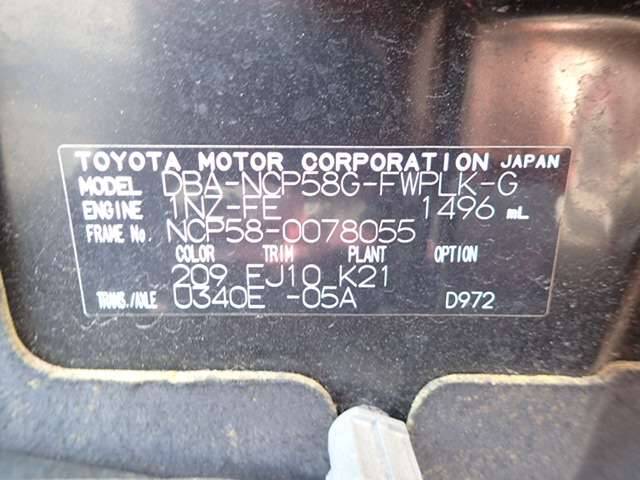 TOYOTA MOTOR CORPORATION JAPAN
MODEL DBA-NCP58G-FWPLK-G
ENGINE 1NZ-FE 1496 mL
FRAME No. NCP58-0078055
COLOR TRIM PLANT OPTION
209 EJ10 K21
TRANS./AXLE U340E -05A D972